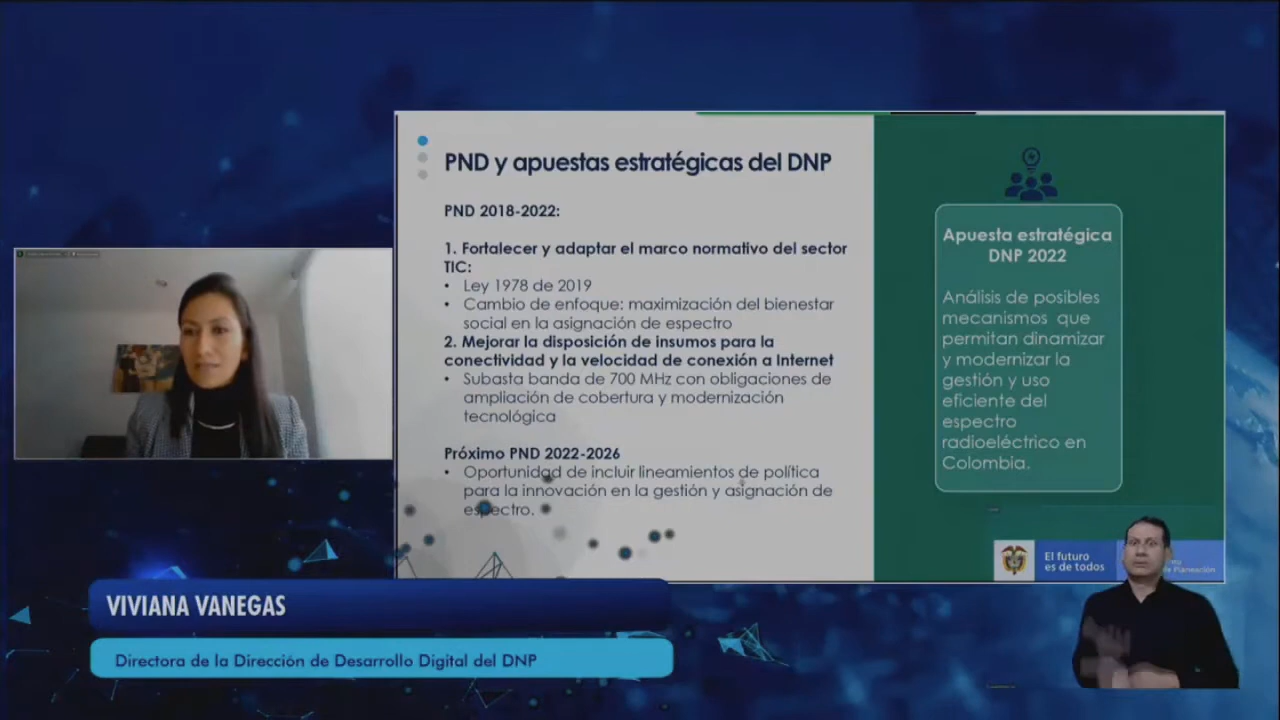 PND y apuestas estratégicas del DNP
PND 2018-2022:
1. Fortalecer y adaptar el marco normativo del sector
TIC:
• Ley 1978 de 2019
• Cambio de enfoque: maximización del bienestar
social en la asignación de espectro
2. Mejorar la disposición de insumos para la
conectividad y la velocidad de conexión a Internet
• Subasta banda de 700 MHz con obligaciones de
ampliación de cobertura y modernización
tecnológica
Próximo PND 2022-2026
• Oportunidad de incluir lineamientos de política
para la innovación en la gestión y asignación de
espectro.
Apuesta estratégica
DNP 2022
Análisis de posibles
mecanismos que
permitan dinamizar
y modernizar la
gestión y uso
eficiente del
espectro
radioeléctrico en
Colombia.
El futuro
es de todos
de Planeación
VIVIANA VANEGAS
Directora de la Dirección de Desarrollo Digital del DNP